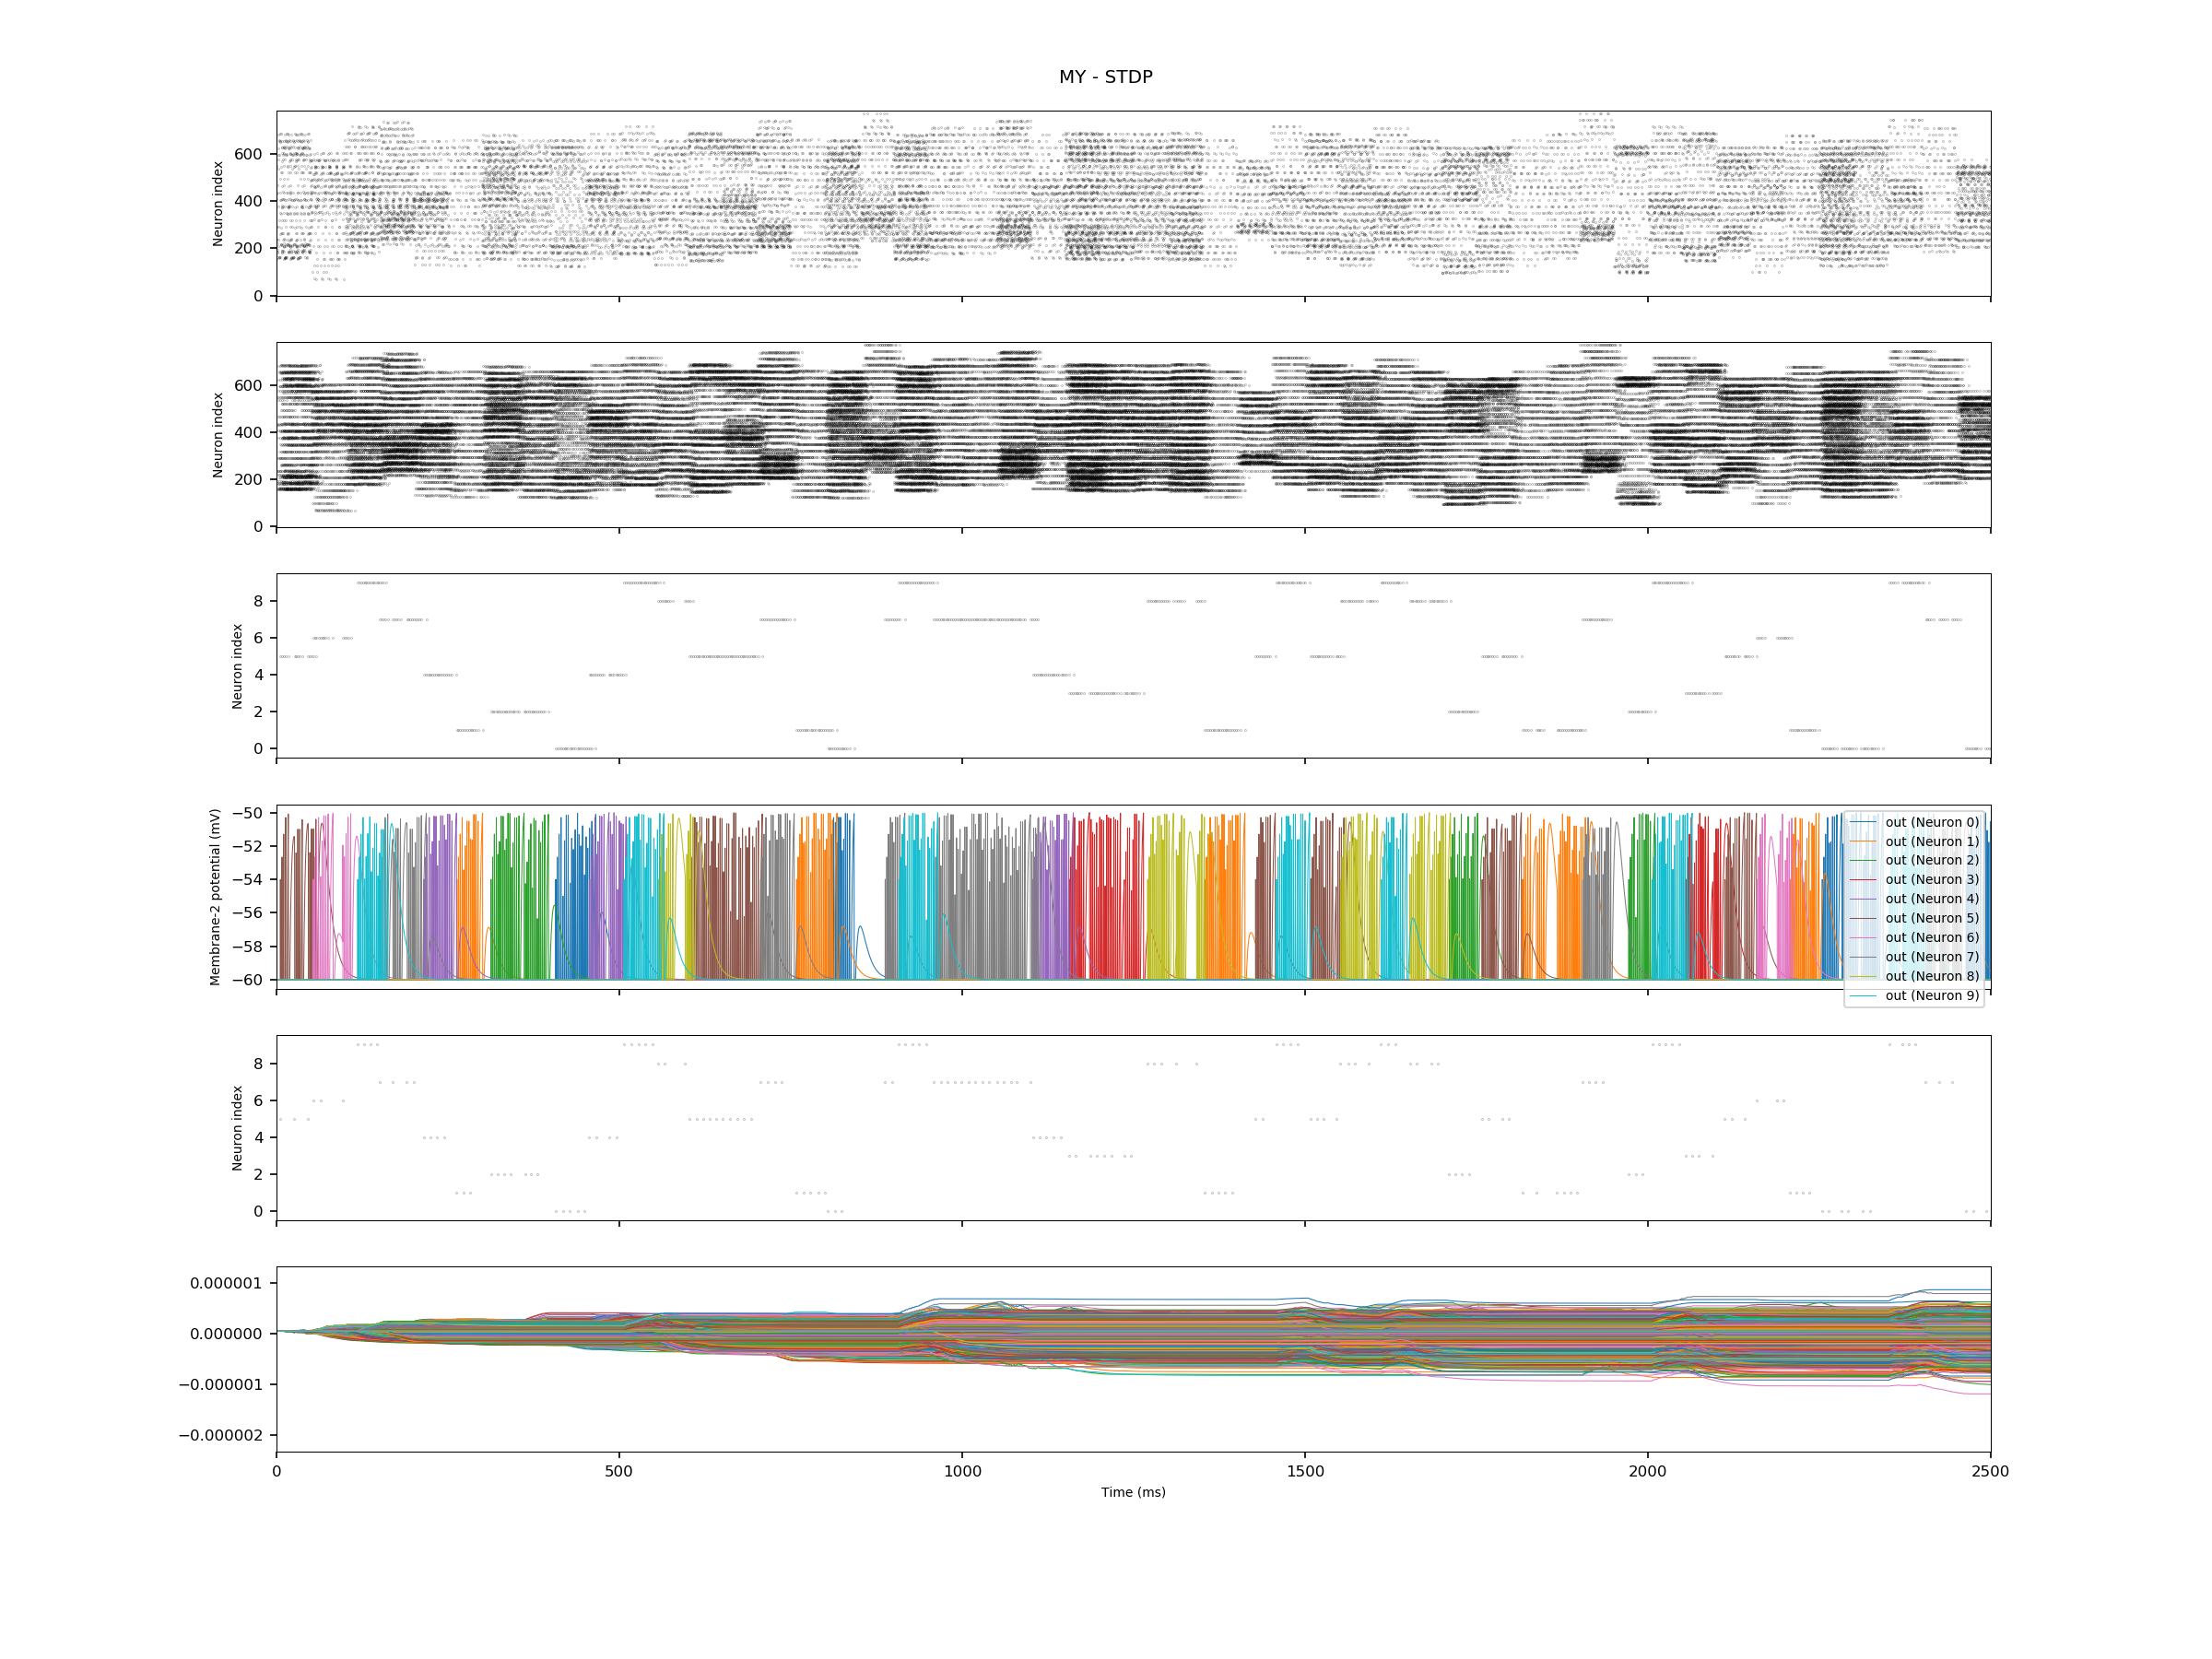 MY - STDP
Neuron index
600
400
200
0
Neuron index
600
400
200
0
Neuron index
8
6
4
2
0
Membrane-2 potential (mV)
−50
−52
−54
−56
−58
−60
out (Neuron 0)
out (Neuron 1)
out (Neuron 2)
out (Neuron 3)
out (Neuron 4)
out (Neuron 5)
out (Neuron 6)
out (Neuron 7)
out (Neuron 8)
out (Neuron 9)
Neuron index
8
6
4
2
0
0.000001
0.000000
−0.000001
−0.000002
0 500 1000 1500 2000 2500
Time (ms)